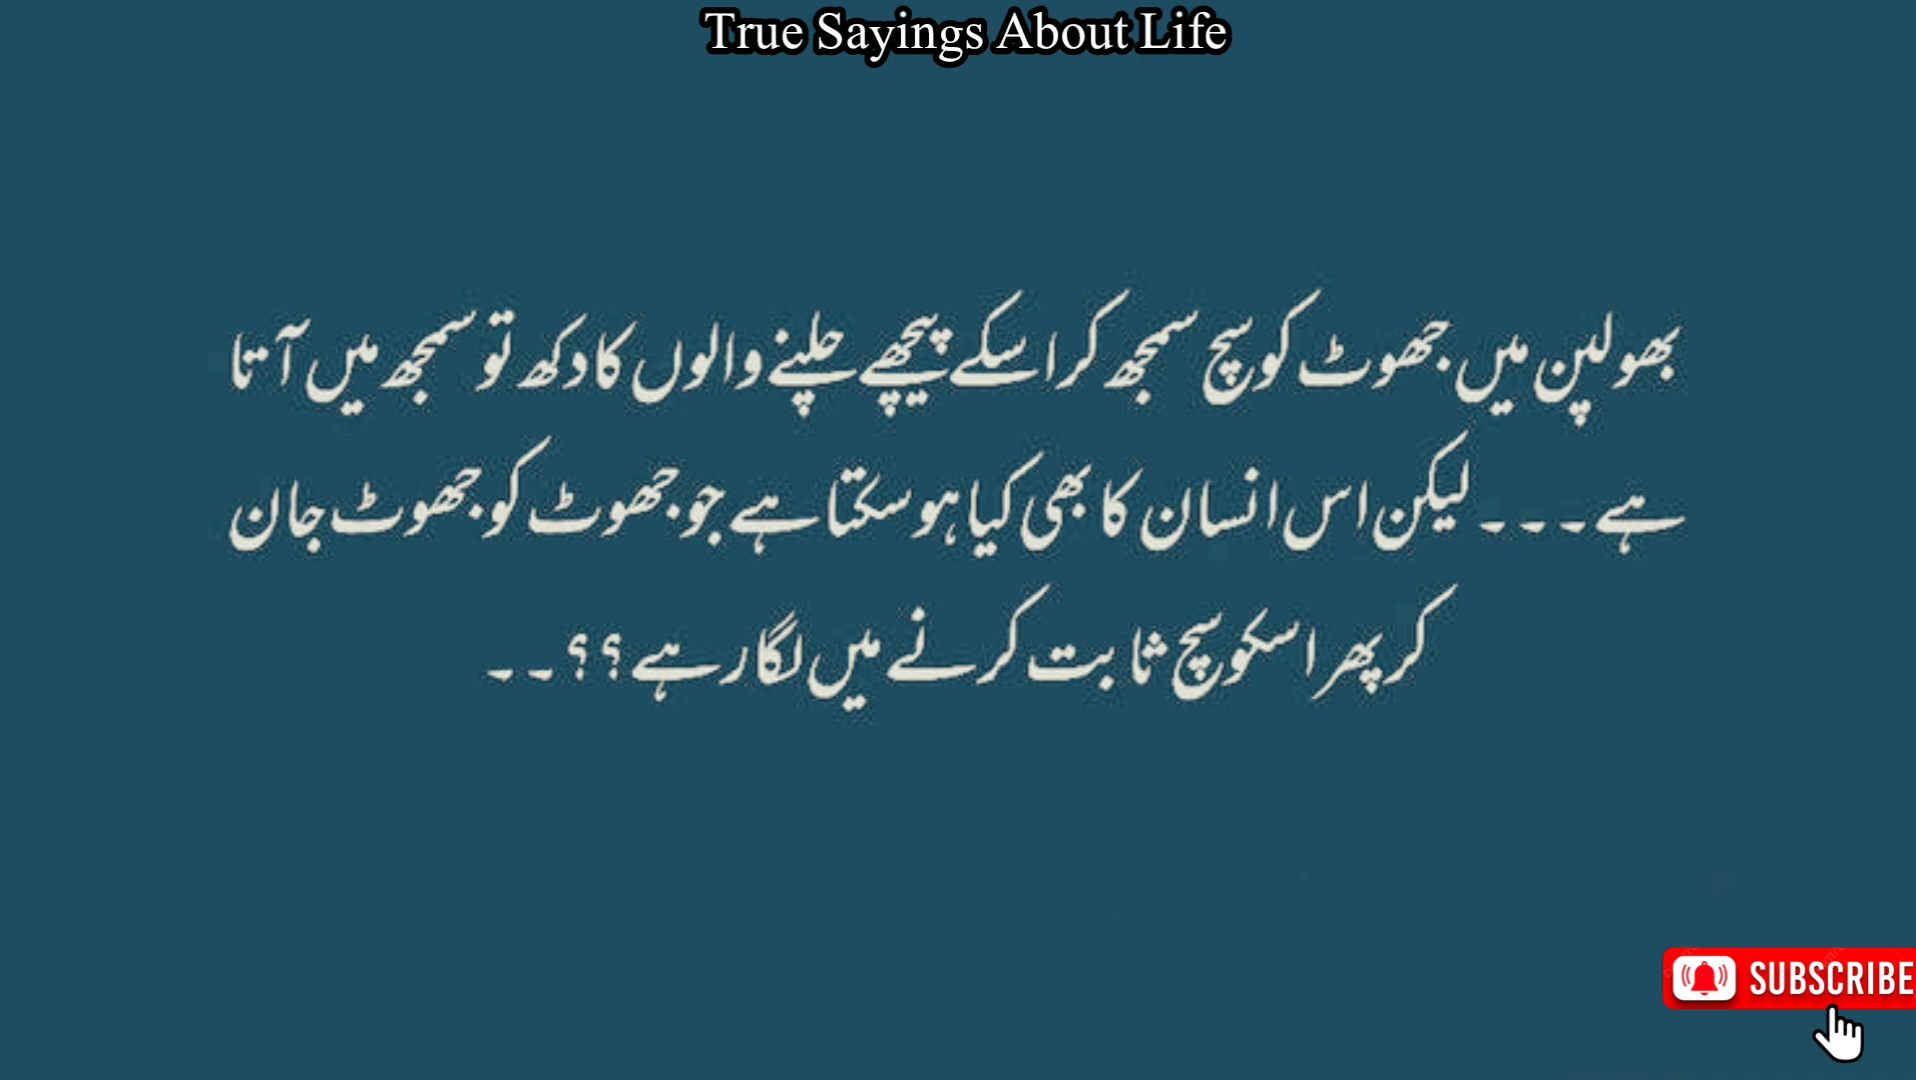 True Sayings About Life
بھولپن میں جھوٹ کو سچ سمجھ کر اسکے پیچھے چلنے والوں کا دکھ تو سمجھ میں آتا
ہے۔۔۔ لیکن اس انسان کا بھی کیا ہو سکتا ہے جو جھوٹ کو جھوٹ جان
کر پھر اسکو سچ ثابت کرنے میں لگا رہے؟؟۔۔
SUBSCRIBE